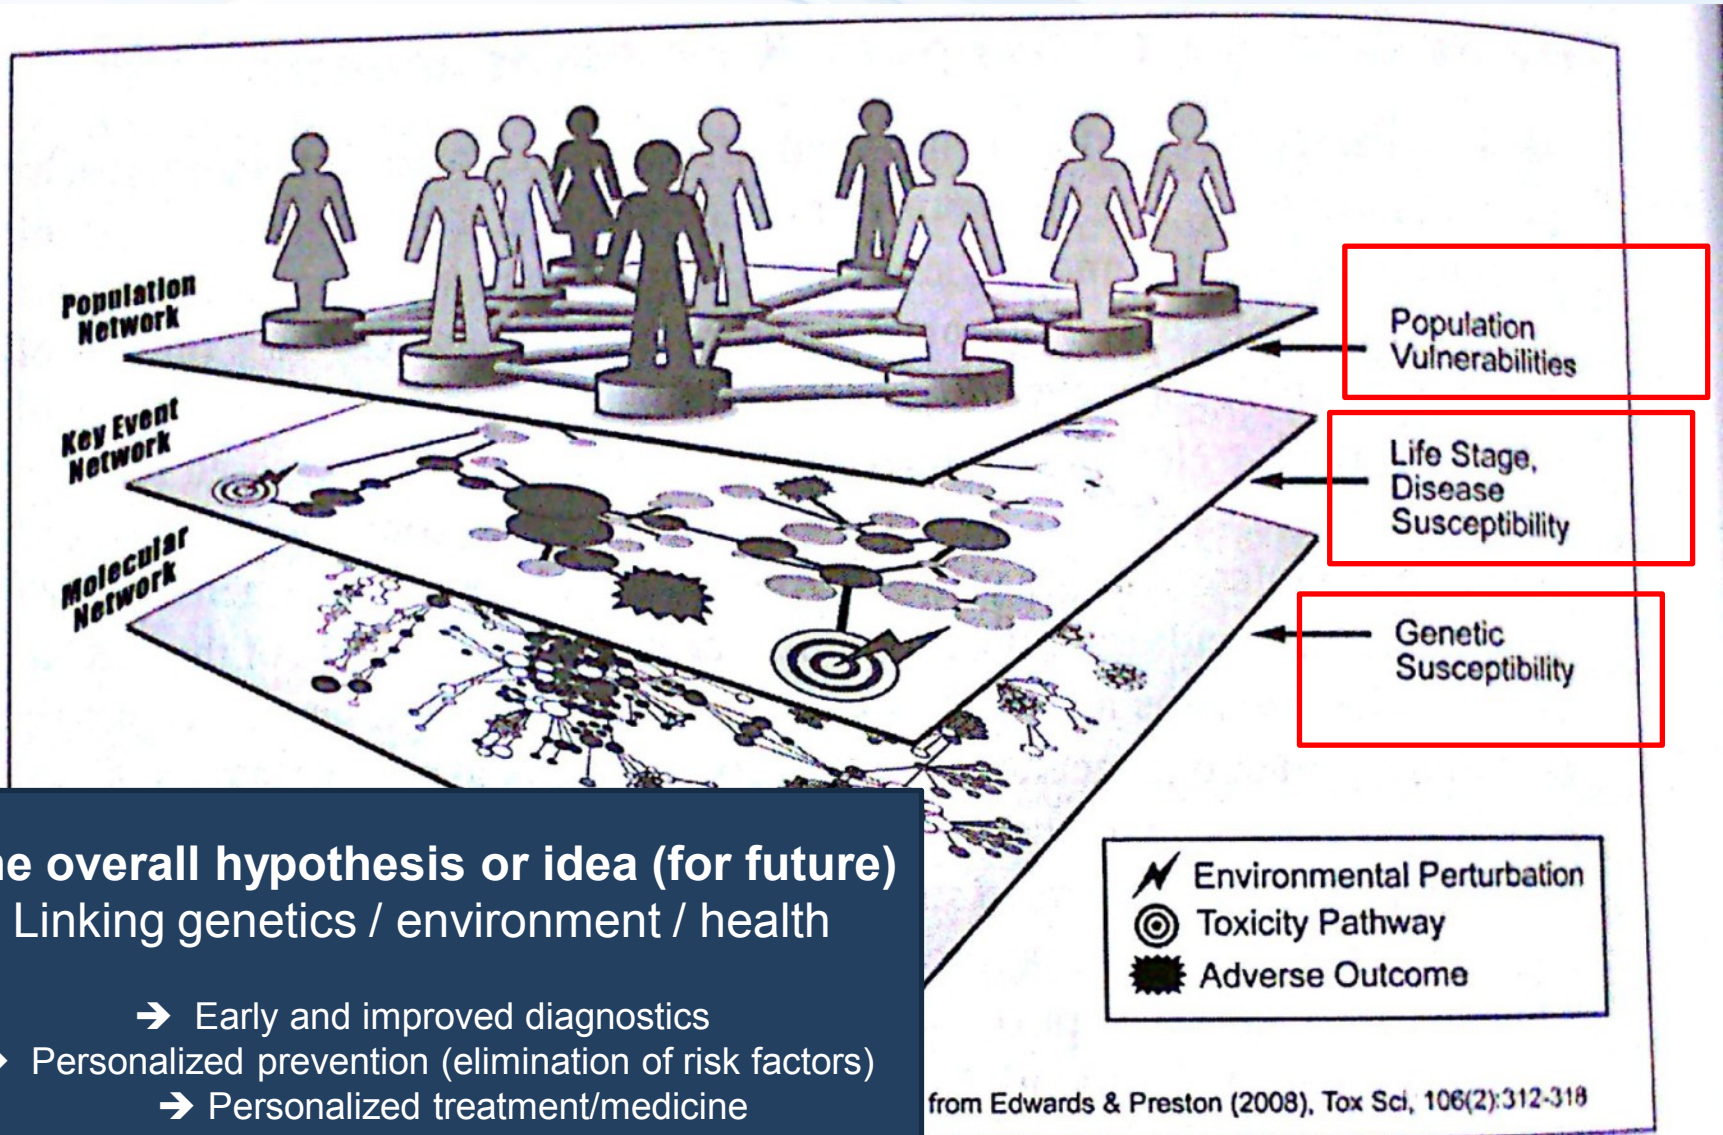 Population
Network
Key Event
Network
Molecular
Network
Population
Vulnerabilities
Life Stage,
Disease
Susceptibility
Genetic
Susceptibility
Environmental Perturbation
Toxicity Pathway
Adverse Outcome
overall hypothesis or idea (for future)
Linking genetics / environment / health
➔ Early and improved diagnostics
➔ Personalized prevention (elimination of risk factors)
➔ Personalized treatment/medicine
from Edwards & Preston (2008), Tox Sci, 106(2):312-318